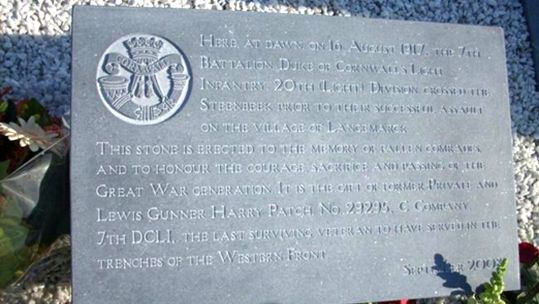 HERE, AT DAWN, ON 16 AUGUST 1917, THE 7TH
BATTALION, DUKE OF CORNWALL'S LIGHT
INFANTRY, 20TH (LIGHT) DIVISION, CROSSED THE
STEENBEEK PRIOR TO THEIR SUCCESSFUL ASSAULT
ON THE VILLAGE OF LANGEMARCK
THIS STONE IS ERECTED TO THE MEMORY OF FALLEN COMRADES,
AND TO HONOUR THE COURAGE, SACRIFICE AND PASSING OF THE
GREAT WAR GENERATION. IT IS THE GIFT OF FORMER PRIVATE AND
LEWIS GUNNER HARRY PATCH, NO. 29295, C COMPANY,
7TH DCLI, THE LAST SURVIVING VETERAN TO HAVE SERVED IN THE
TRENCHES OF THE WESTERN FRONT
SEPTEMBER 2008